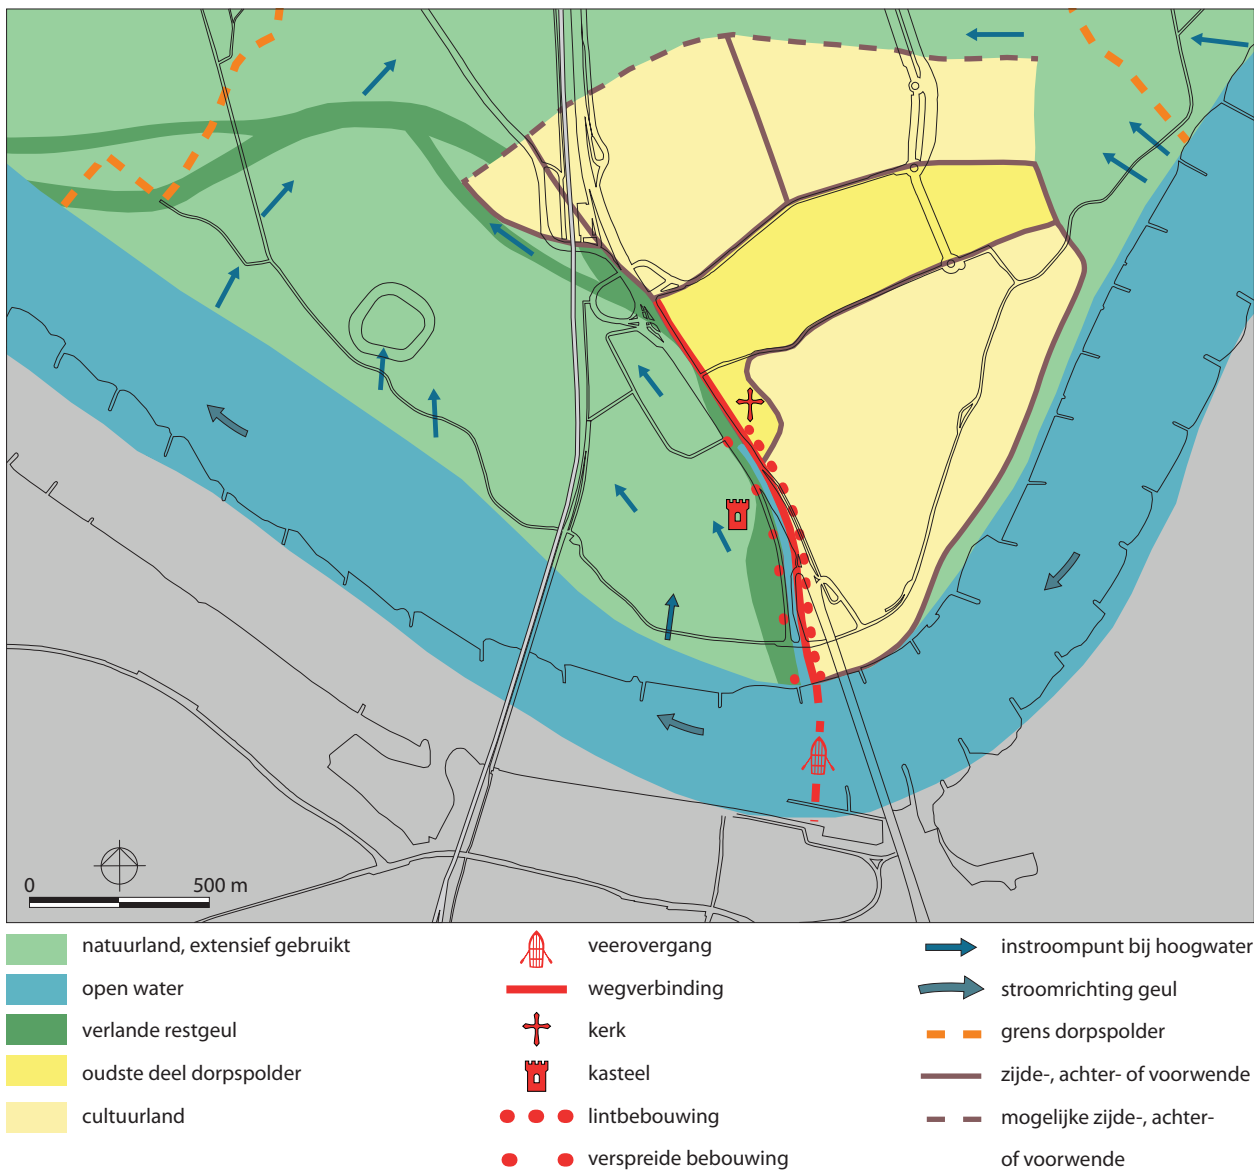 0 500 m
natuurland, extensief gebruikt
open water
verlande restgeul
oudste deel dorpspolder
cultuurland
veerovergang
wegverbinding
kerk
kasteel
lintbebouwing
verspreide bebouwing
instroompunt bij hoogwater
stroomrichting geul
grens dorpspolder
zijde-, achter- of voorwende
mogelijke zijde-, achter-
of voorwende